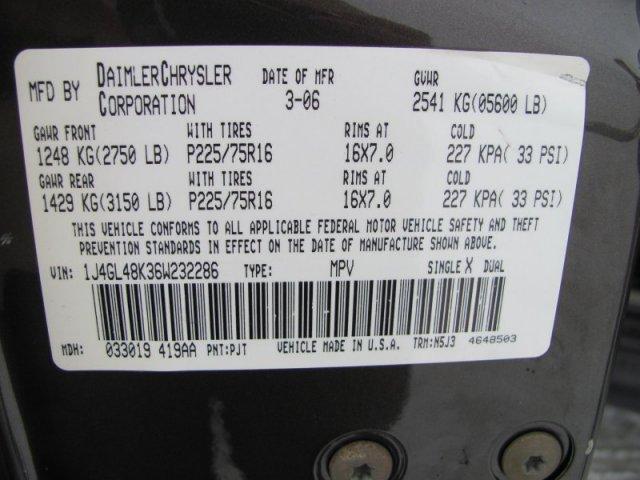 MFD BY DAIMLERCHRYSLER CORPORATION DATE OF MFR 3-06 GVWR 2541 KG(05600 LB)
GAWR FRONT WITH TIRES RIMS AT COLD
1248 KG(2750 LB) P225/75R16 16X7.0 227 KPA( 33 PSI)
GAWR REAR WITH TIRES RIMS AT COLD
1429 KG(3150 LB) P225/75R16 16X7.0 227 KPA( 33 PSI)
THIS VEHICLE CONFORMS TO ALL APPLICABLE FEDERAL MOTOR VEHICLE SAFETY AND THEFT
PREVENTION STANDARDS IN EFFECT ON THE DATE OF MANUFACTURE SHOWN ABOVE.
VIN: 1J4GL48K36W232286 TYPE: MPV SINGLE X DUAL
MDH: 033019 419AA PNT:PJT VEHICLE MADE IN U.S.A. TRM:N5J3 4648503